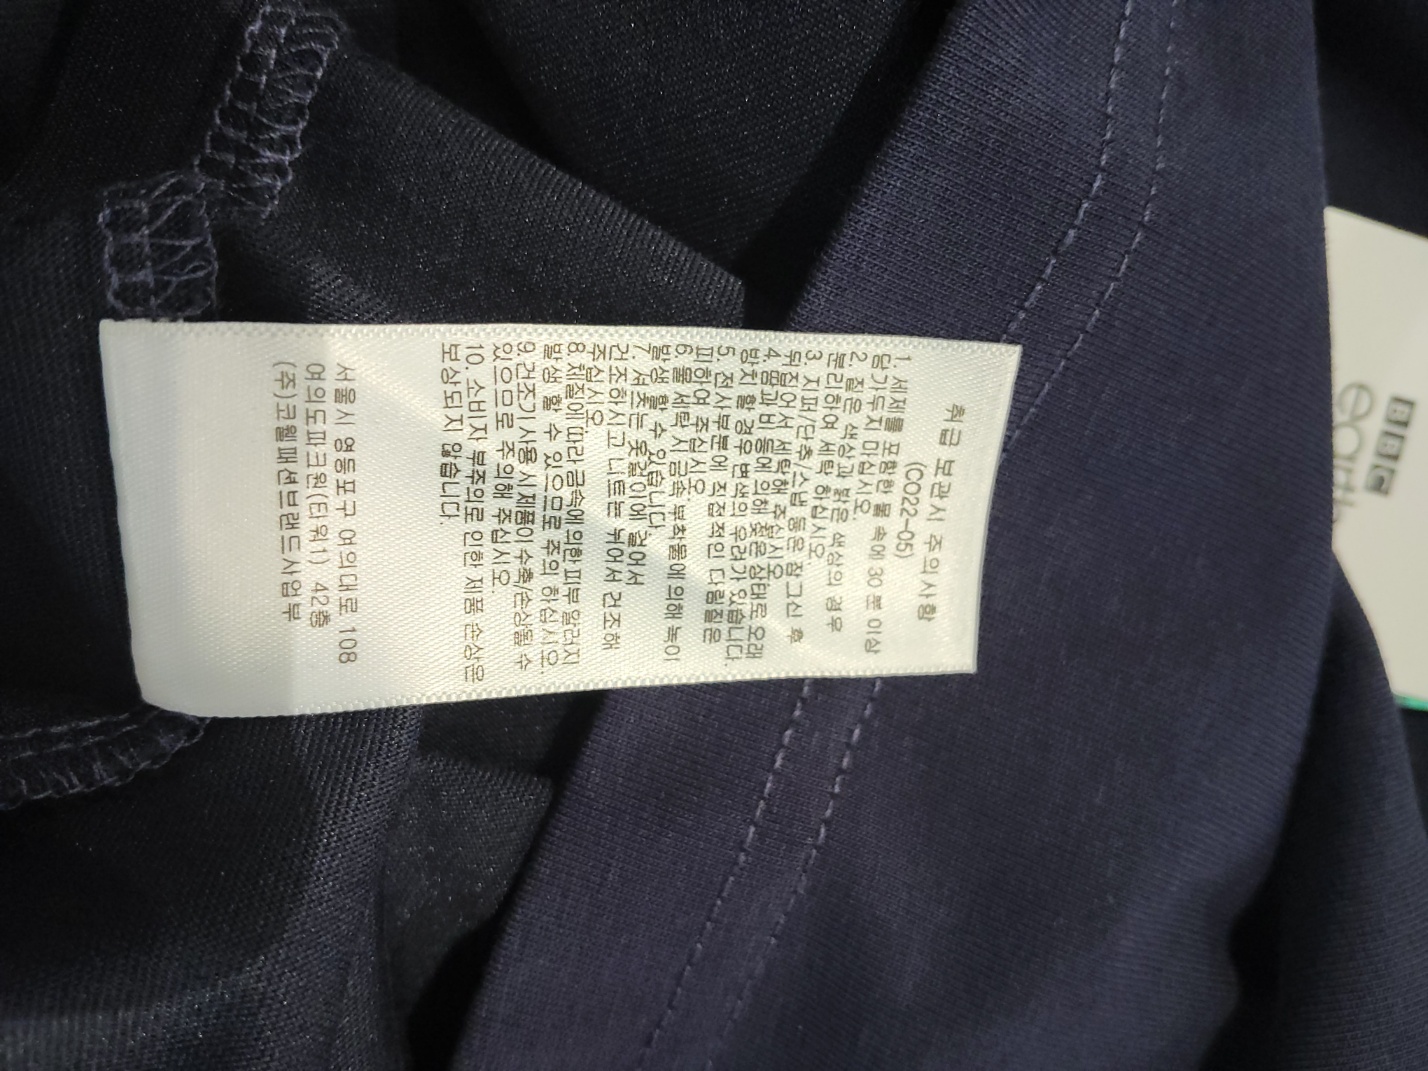 취급 보관시 주의사항
(CO22-05)
1. 세제를 포함한 물 속에 30 분 이상
담가두지 마십시오.
2. 짙은 색상과 밝은 색상의 경우
분리하여 세탁 하십시오.
3. 지퍼/단추/스냅 등은 잠그신 후
뒤집어서 세탁해 주십시오.
4. 땀과 비 등에 의해 젖은상태로 오래
방치 할 경우 변색의 우려가 있습니다.
5. 전사부분에 직접적인 다림질은
피하여 주십시오.
6. 물 세탁 시 금속 부착물에 의해 녹이
발생할 수 있습니다.
7. 셔츠는 옷걸이에 걸어서
건조하시고 니트는 뉘어서 건조해
주십시오.
8. 체질에 따라 금속에 의한 피부 알러지
발생할 수 있으므로 주의 하십시오.
9. 건조기 사용시 제품이 수축/손상될 수
있으므로 주의해 주십시오.
10. 소비자 부주의로 인한 제품 손상은
보상되지 않습니다.
서울시 영등포구 여의대로 108
여의도파크원(타워1) 42층
(주)코웰패션브랜드사업부
BBC
earth